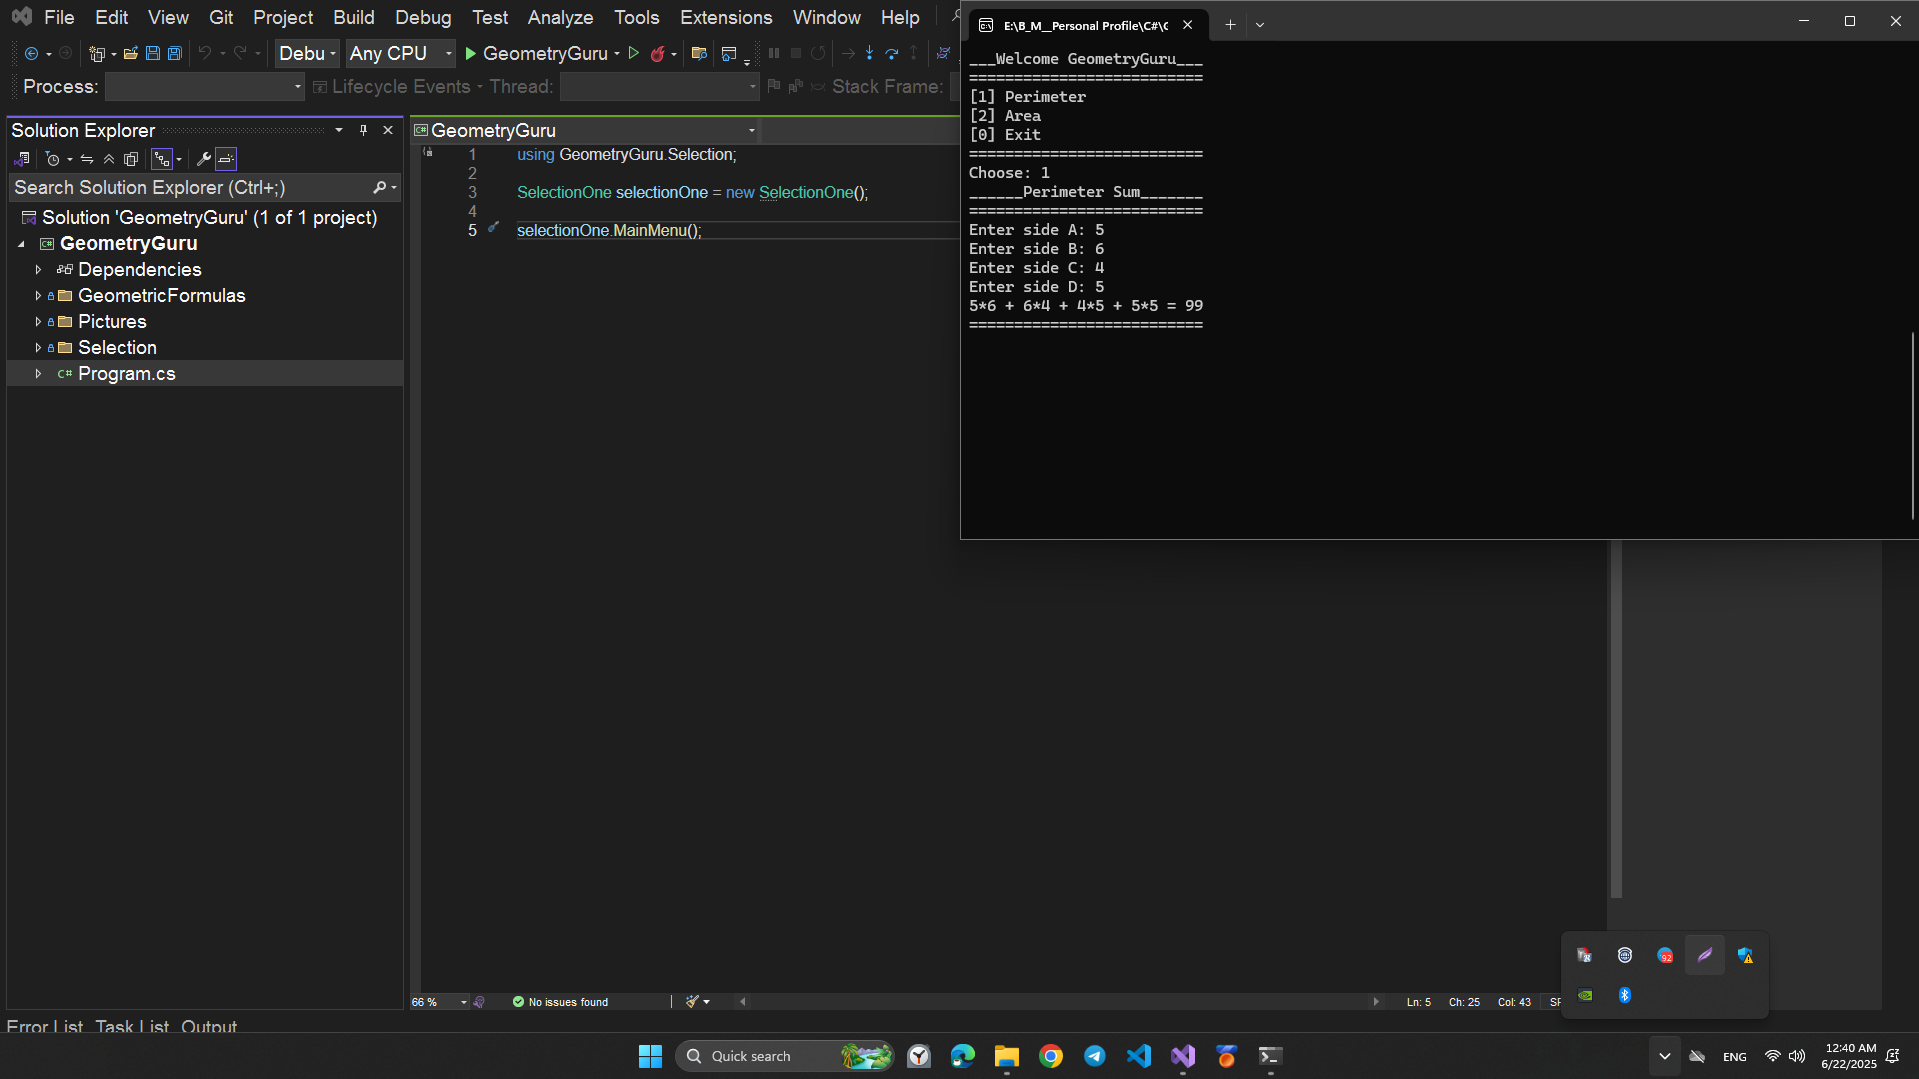 File Edit View Git Project Build Debug Test Analyze Tools Extensions Window Help
Debu Any CPU GeometryGuru
Process: Lifecycle Events Thread: Stack Frame:
Solution Explorer
Search Solution Explorer (Ctrl+;)
Solution 'GeometryGuru' (1 of 1 project)
GeometryGuru
Dependencies
GeometricFormulas
Pictures
Selection
C# Program.cs
C# GeometryGuru
1 using GeometryGuru.Selection;
2
3 SelectionOne selectionOne = new SelectionOne();
4
5 selectionOne.MainMenu();
66 % No issues found Ln: 5 Ch: 25 Col: 43
E:\B_M__Personal Profile\C#\
___Welcome GeometryGuru___
==========================
[1] Perimeter
[2] Area
[0] Exit
==========================
Choose: 1
______Perimeter Sum_______
==========================
Enter side A: 5
Enter side B: 6
Enter side C: 4
Enter side D: 5
5*6 + 6*4 + 4*5 + 5*5 = 99
==========================
92
Error List Task List Output
Quick search
ENG
12:40 AM
6/22/2025